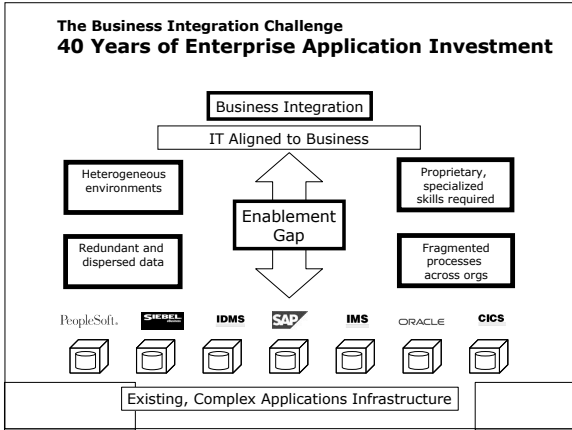 The Business Integration Challenge
40 Years of Enterprise Application Investment
Business Integration
IT Aligned to Business
Heterogeneous
environments
Proprietary,
specialized
skills required
Enablement
Gap
Redundant and
dispersed data
Fragmented
processes
across orgs
PeopleSoft.
SIEBEL
IDMS
SAP
IMS
ORACLE
CICS
Existing, Complex Applications Infrastructure